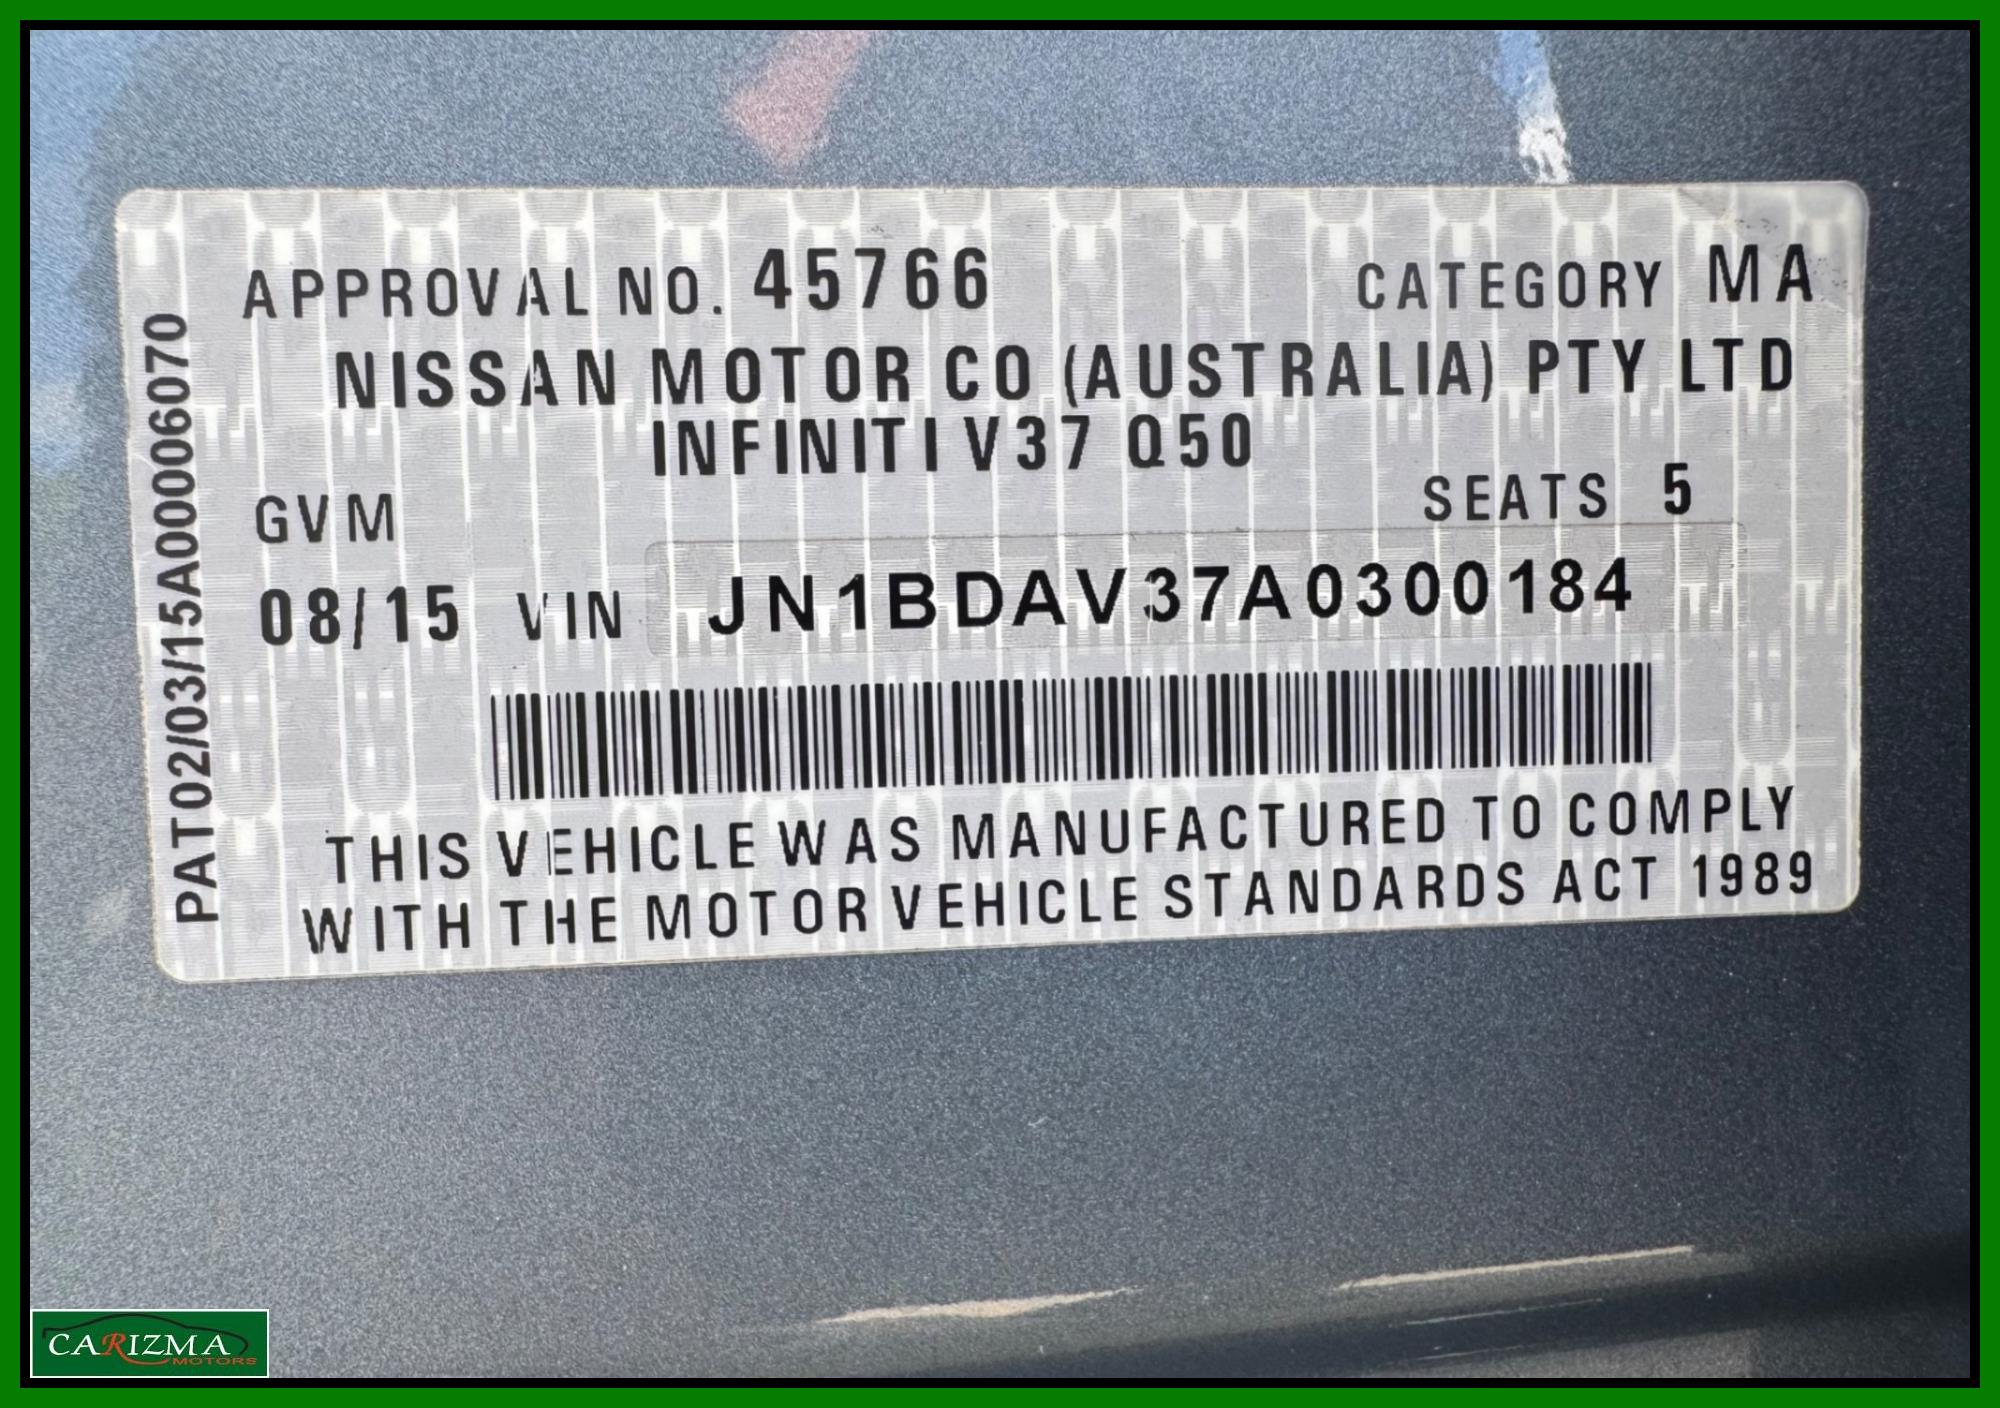 APPROVAL NO. 45766 CATEGORY MA
NISSAN MOTOR CO (AUSTRALIA) PTY LTD
INFINITI V37 Q50
GVM SEATS 5
08/15 VIN JN1BDAV37A0300184
THIS VEHICLE WAS MANUFACTURED TO COMPLY
WITH THE MOTOR VEHICLE STANDARDS ACT 1989
PAT02/03/15A0006070
CARIZMA
MOTORS